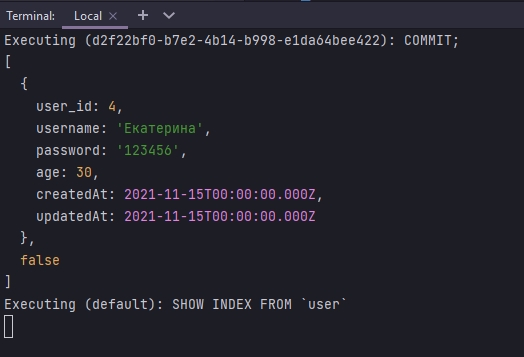 Terminal: Local × + ∨
Executing (d2f22bf0-b7e2-4b14-b998-e1da64bee422): COMMIT;
[
  {
    user_id: 4,
    username: 'Екатерина',
    password: '123456',
    age: 30,
    createdAt: 2021-11-15T00:00:00.000Z,
    updatedAt: 2021-11-15T00:00:00.000Z
  },
  false
]
Executing (default): SHOW INDEX FROM `user`